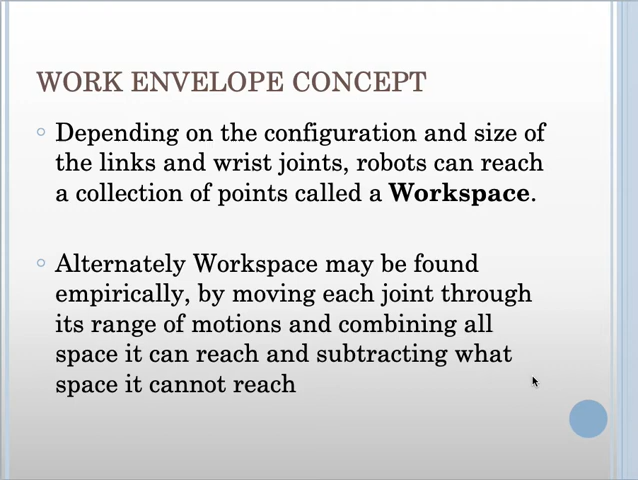 WORK ENVELOPE CONCEPT
Depending on the configuration and size of
the links and wrist joints, robots can reach
a collection of points called a Workspace.
Alternately Workspace may be found
empirically, by moving each joint through
its range of motions and combining all
space it can reach and subtracting what
space it cannot reach